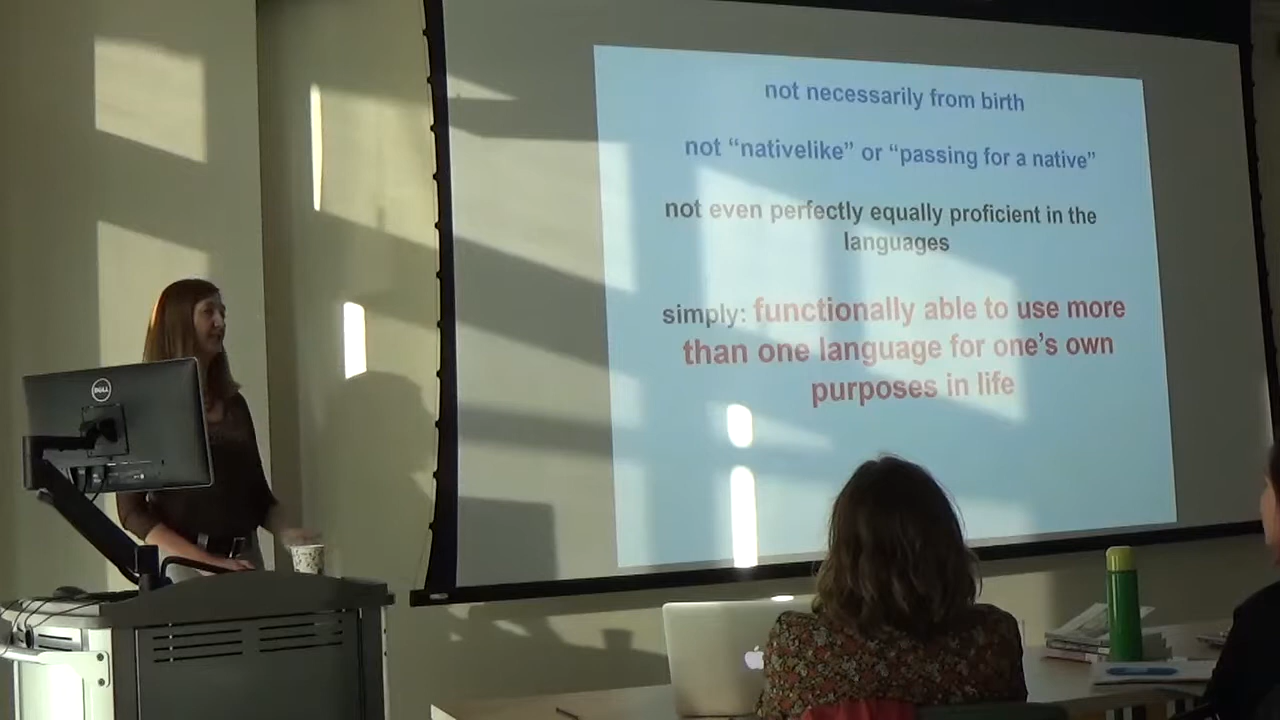 not necessarily from birth
not “nativelike” or “passing for a native”
not even perfectly equally proficient in the
languages
simply: functionally able to use more
than one language for one’s own
purposes in life
DELL